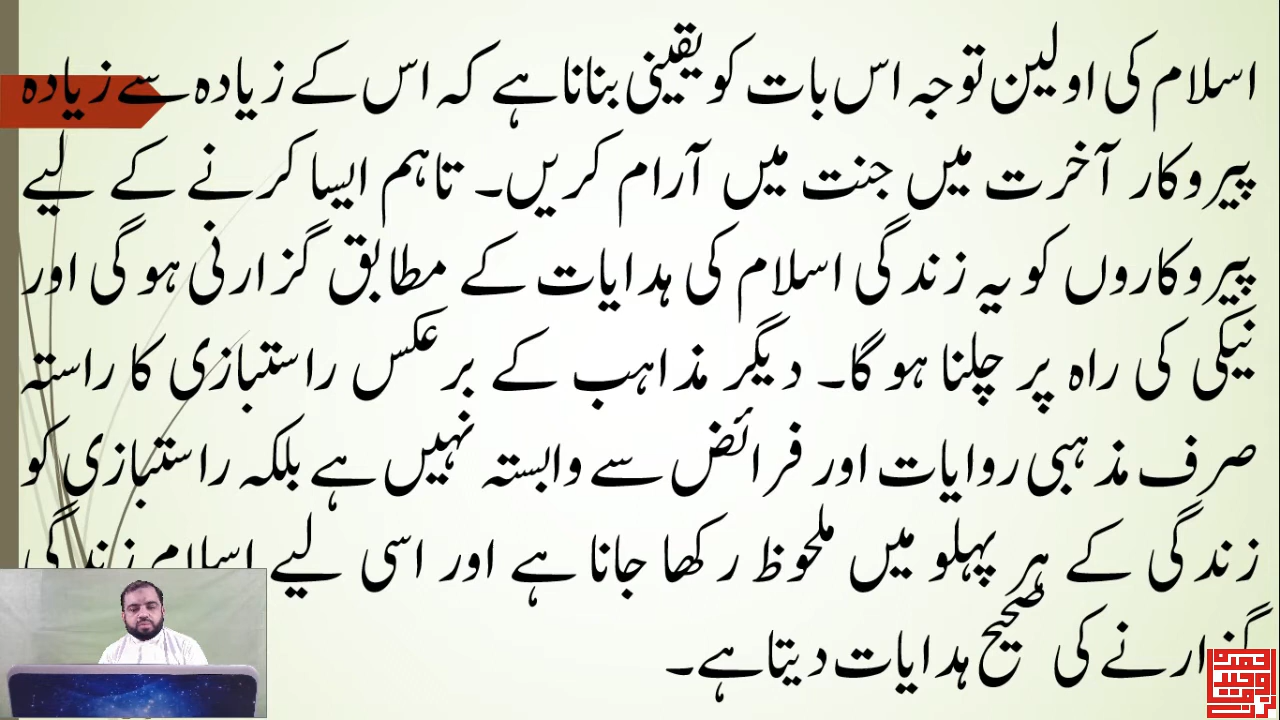 اسلام کی اولین توجہ اس بات کو یقینی بنانا ہے کہ اس کے زیادہ سے زیادہ
پیروکار آخرت میں جنت میں آرام کریں۔ تاہم ایسا کرنے کے لیے
پیروکاروں کو یہ زندگی اسلام کی ہدایات کے مطابق گزارنی ہو گی اور
نیکی کی راہ پر چلنا ہو گا۔ دیگر مذاہب کے برعکس راستبازی کا راستہ
صرف مذہبی روایات اور فرائض سے وابستہ نہیں ہے بلکہ راستبازی کو
زندگی کے ہر پہلو میں ملحوظ رکھا جانا ہے اور اسی لیے اسلام زندگی
گزارنے کی صحیح ہدایات دیتا ہے۔